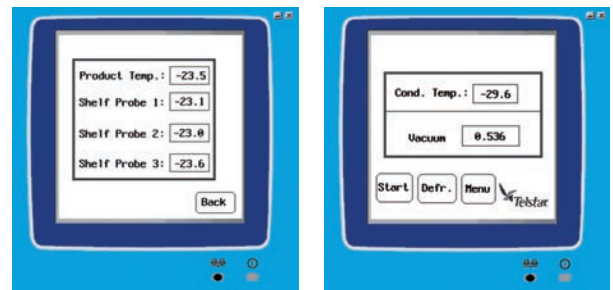 Product Temp.: -23.5
Shelf Probe 1: -23.1
Shelf Probe 2: -23.0
Shelf Probe 3: -23.6
Back
Cond. Temp.: -29.6
Vacuum 0.536
Start Defr. Menu Telstar